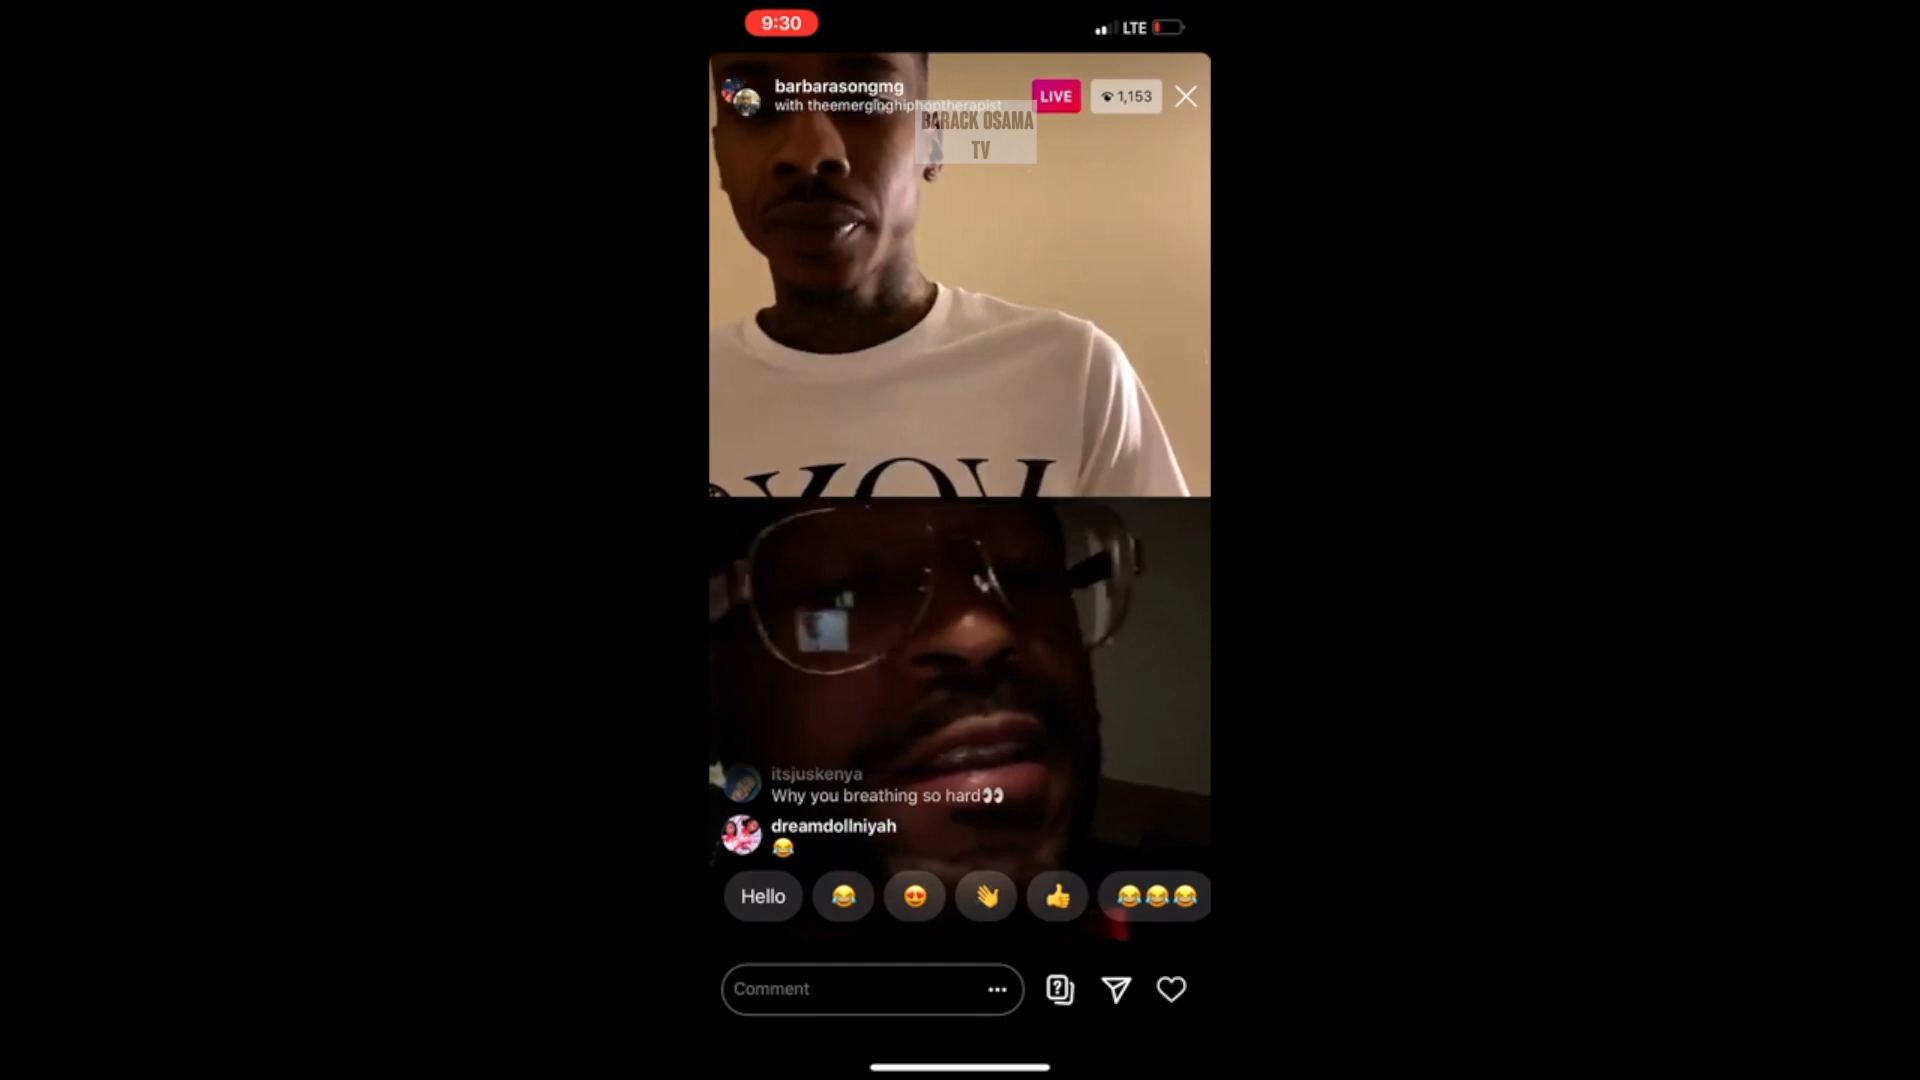 9:30
LTE
barbarasongmg
with theemerginghiphoptherapist
LIVE
1,153
BARACK OSAMA
TV
itsjuskenya
Why you breathing so hard👀
dreamdollniyah
😂
Hello 😂 😍 👋 👍 😂😂😂
Comment